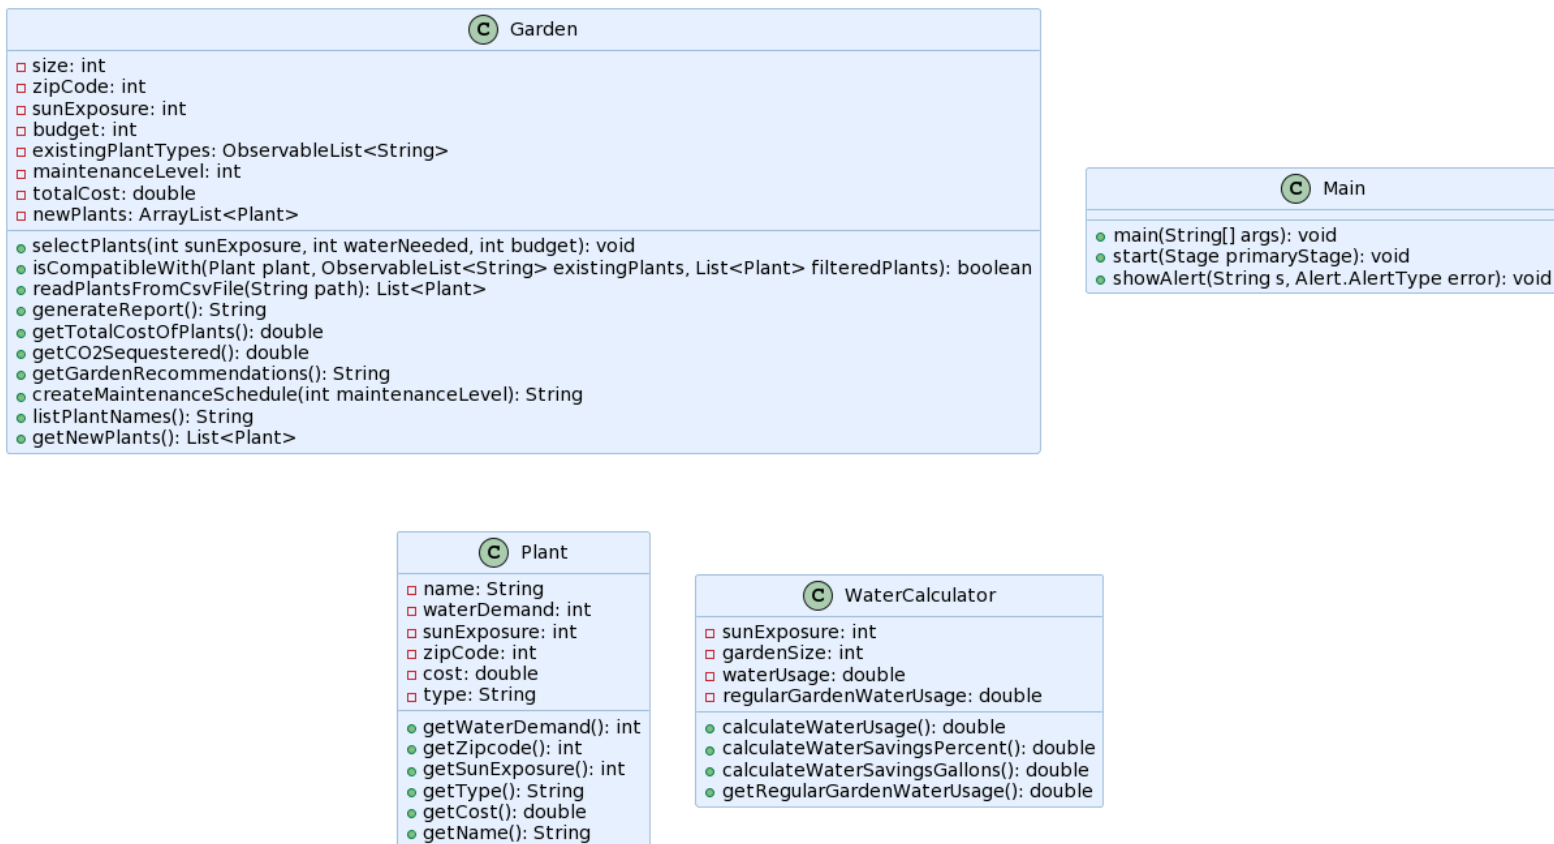 C Garden
size: int
zipCode: int
sunExposure: int
budget: int
existingPlantTypes: ObservableList<String>
maintenanceLevel: int
totalCost: double
newPlants: ArrayList<Plant>
selectPlants(int sunExposure, int waterNeeded, int budget): void
isCompatibleWith(Plant plant, ObservableList<String> existingPlants, List<Plant> filteredPlants): boolean
readPlantsFromCsvFile(String path): List<Plant>
generateReport(): String
getTotalCostOfPlants(): double
getCO2Sequestered(): double
getGardenRecommendations(): String
createMaintenanceSchedule(int maintenanceLevel): String
listPlantNames(): String
getNewPlants(): List<Plant>
C Main
main(String[] args): void
start(Stage primaryStage): void
showAlert(String s, Alert.AlertType error): void
C Plant
name: String
waterDemand: int
sunExposure: int
zipCode: int
cost: double
type: String
getWaterDemand(): int
getZipcode(): int
getSunExposure(): int
getType(): String
getCost(): double
getName(): String
C WaterCalculator
sunExposure: int
gardenSize: int
waterUsage: double
regularGardenWaterUsage: double
calculateWaterUsage(): double
calculateWaterSavingsPercent(): double
calculateWaterSavingsGallons(): double
getRegularGardenWaterUsage(): double